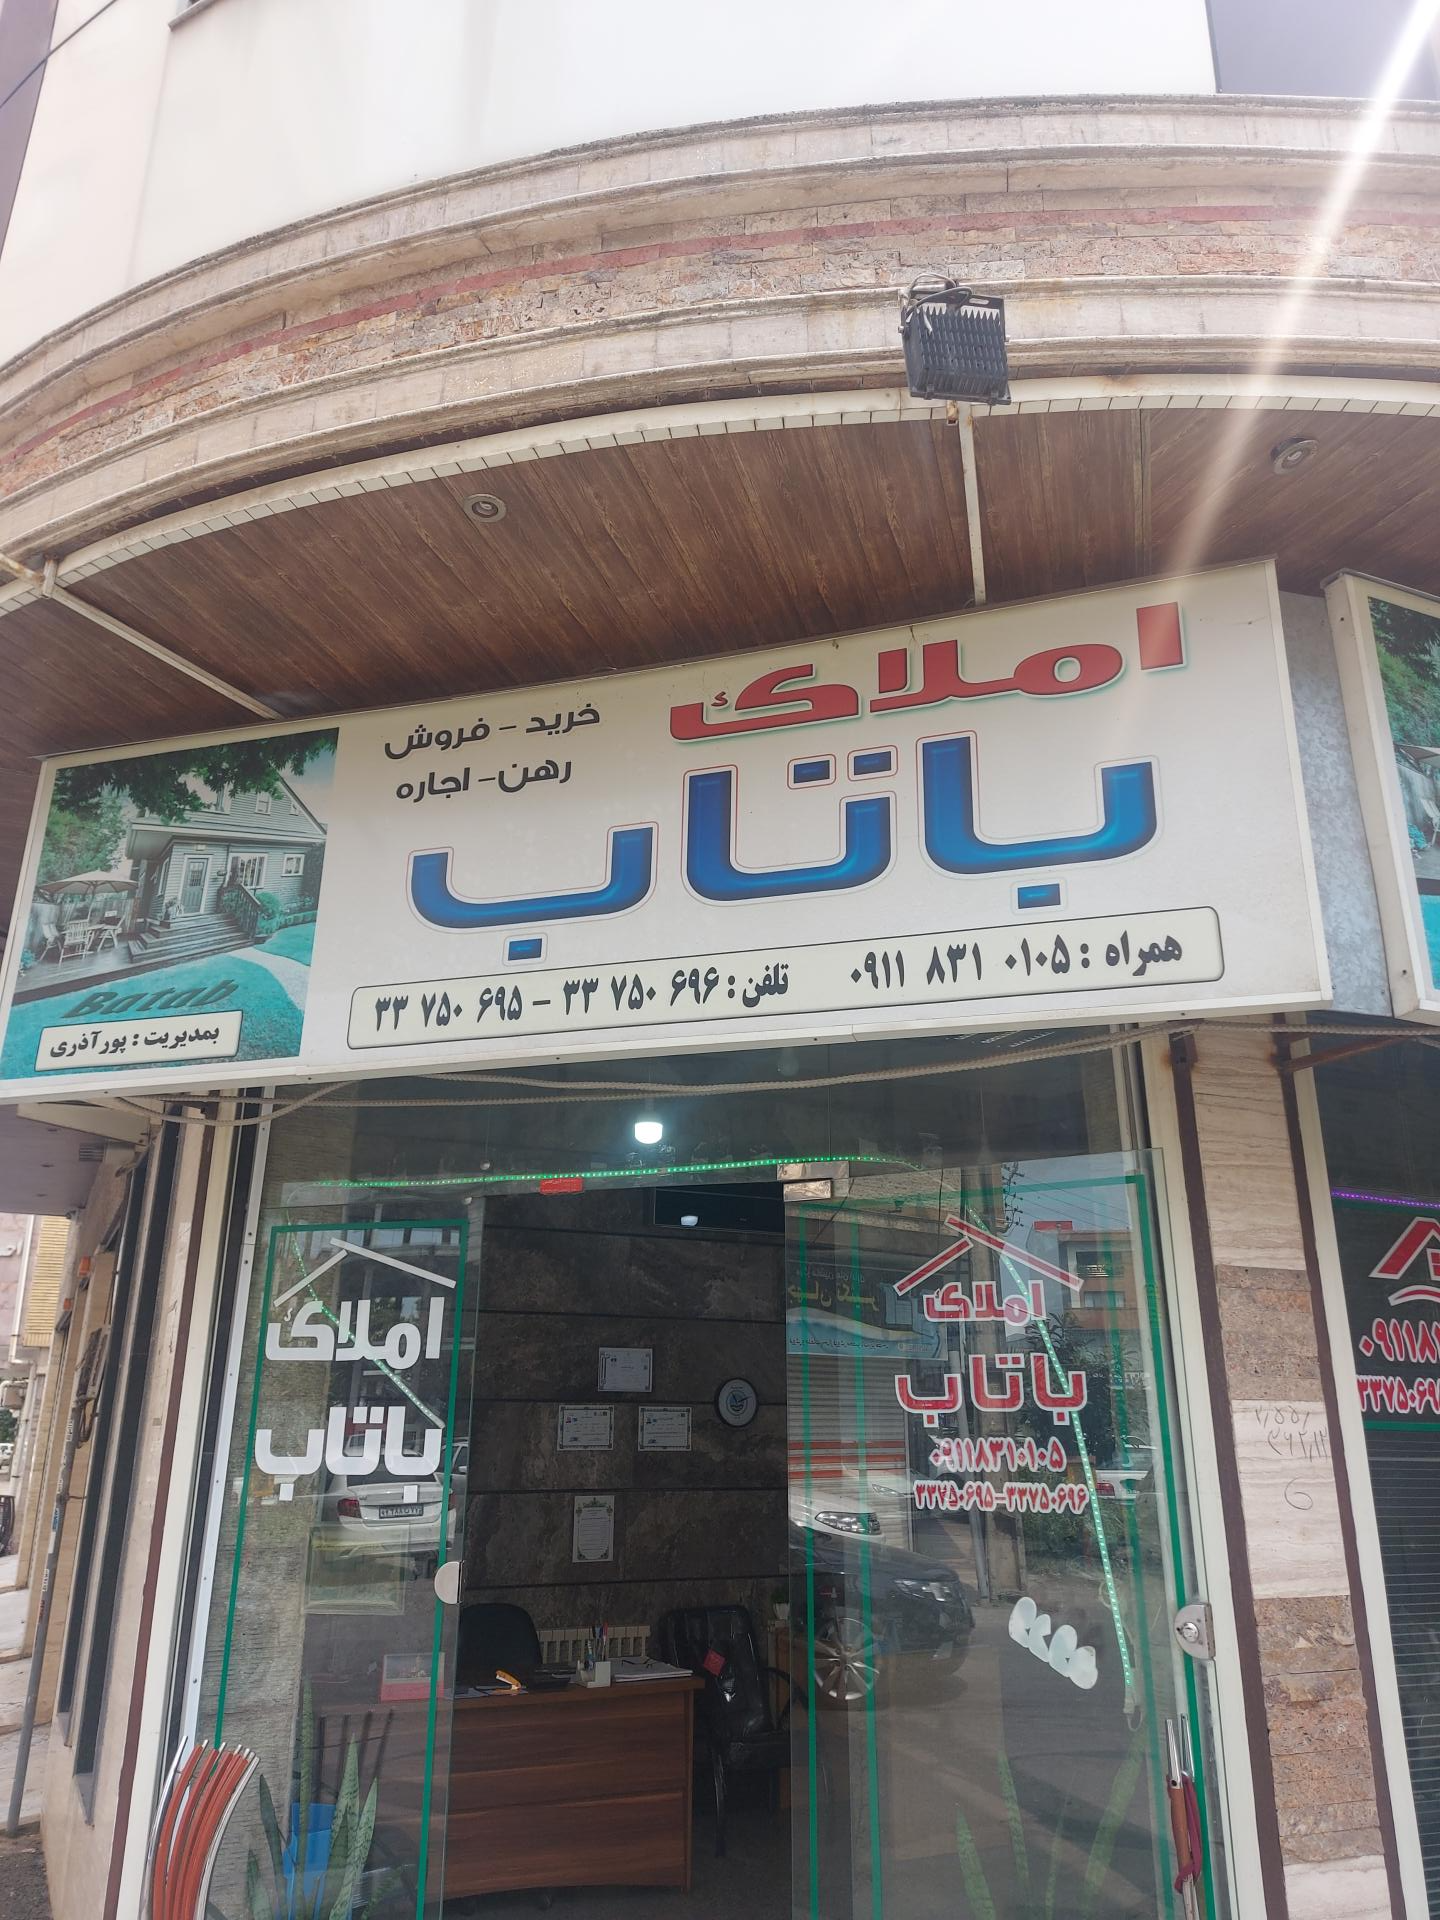 املاک
باتاب
خرید - فروش
رهن - اجاره
همراه : ۰۹۱۱ ۸۳۱ ۰۱۰۵
تلفن : ۳۳ ۷۵۰ ۶۹۵ - ۳۳ ۷۵۰ ۶۹۶
Batab
بمدیریت : پورآذری
املاک
باتاب
۰۹۱۱۸۳۱۰۱۰۵
۳۳۷۵۰۶۹۵-۳۳۷۵۰۶۹۶
املاک
باتاب